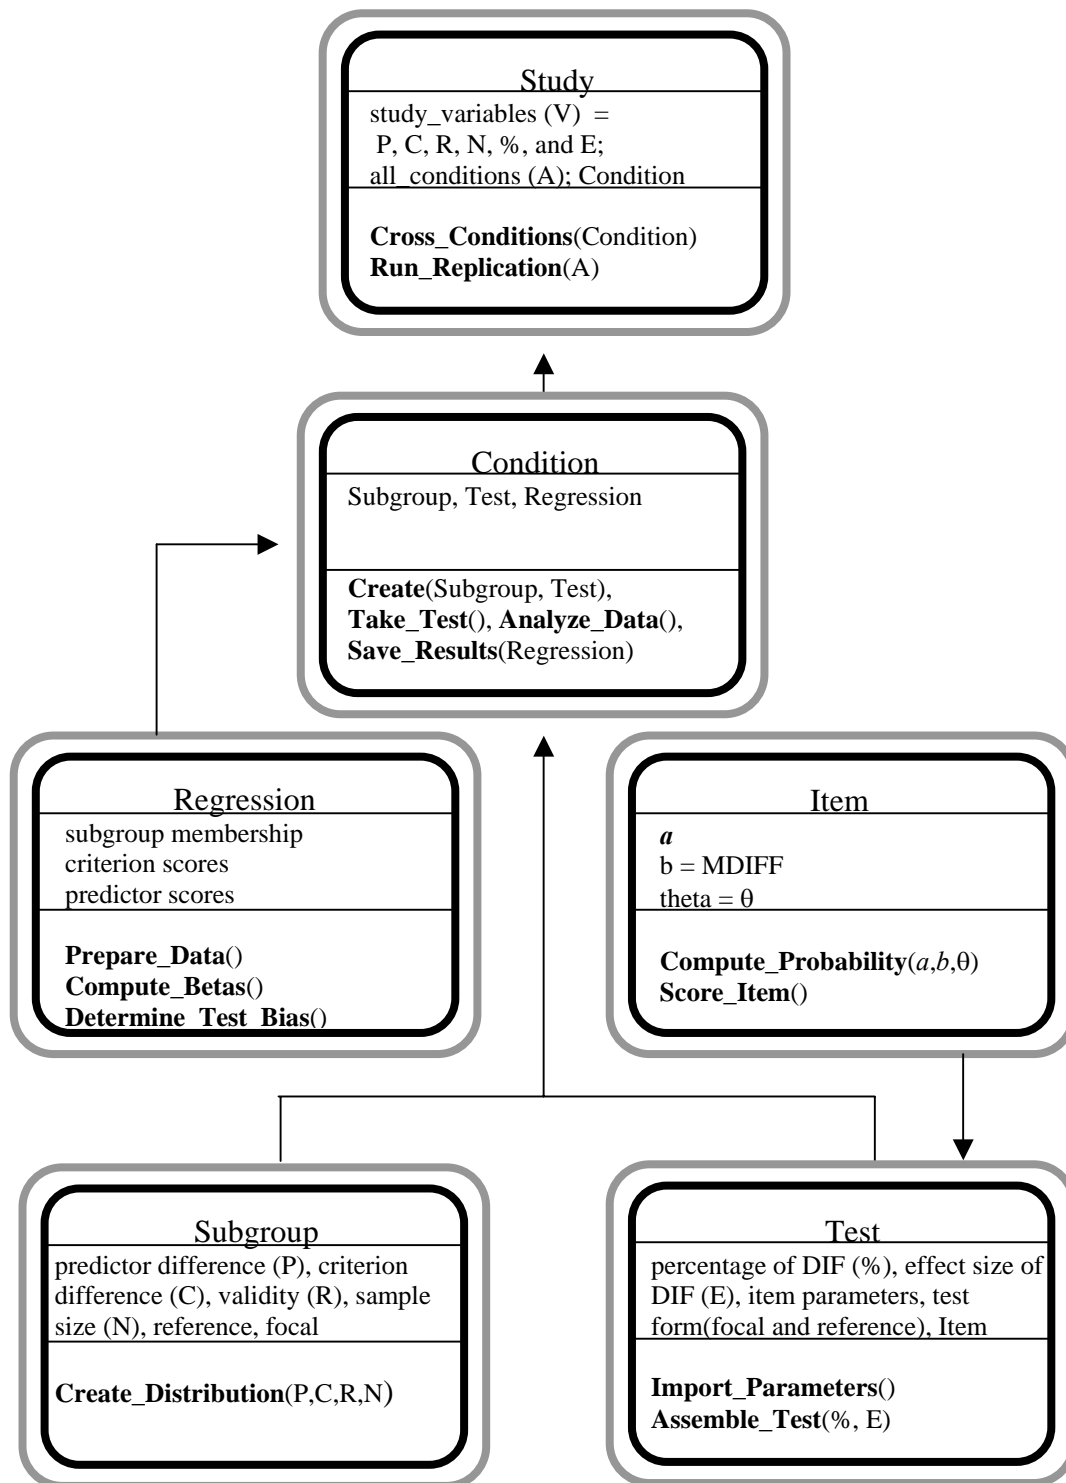 Study
study_variables (V) =
P, C, R, N, %, and E;
all_conditions (A); Condition
Cross_Conditions(Condition)
Run_Replication(A)
Condition
Subgroup, Test, Regression
Create(Subgroup, Test),
Take_Test(), Analyze_Data(),
Save_Results(Regression)
Regression
subgroup membership
criterion scores
predictor scores
Prepare_Data()
Compute_Betas()
Determine_Test_Bias()
Item
a
b = MDIFF
theta = θ
Compute_Probability(a,b,θ)
Score_Item()
Subgroup
predictor difference (P), criterion
difference (C), validity (R), sample
size (N), reference, focal
Create_Distribution(P,C,R,N)
Test
percentage of DIF (%), effect size of
DIF (E), item parameters, test
form(focal and reference), Item
Import_Parameters()
Assemble_Test(%, E)